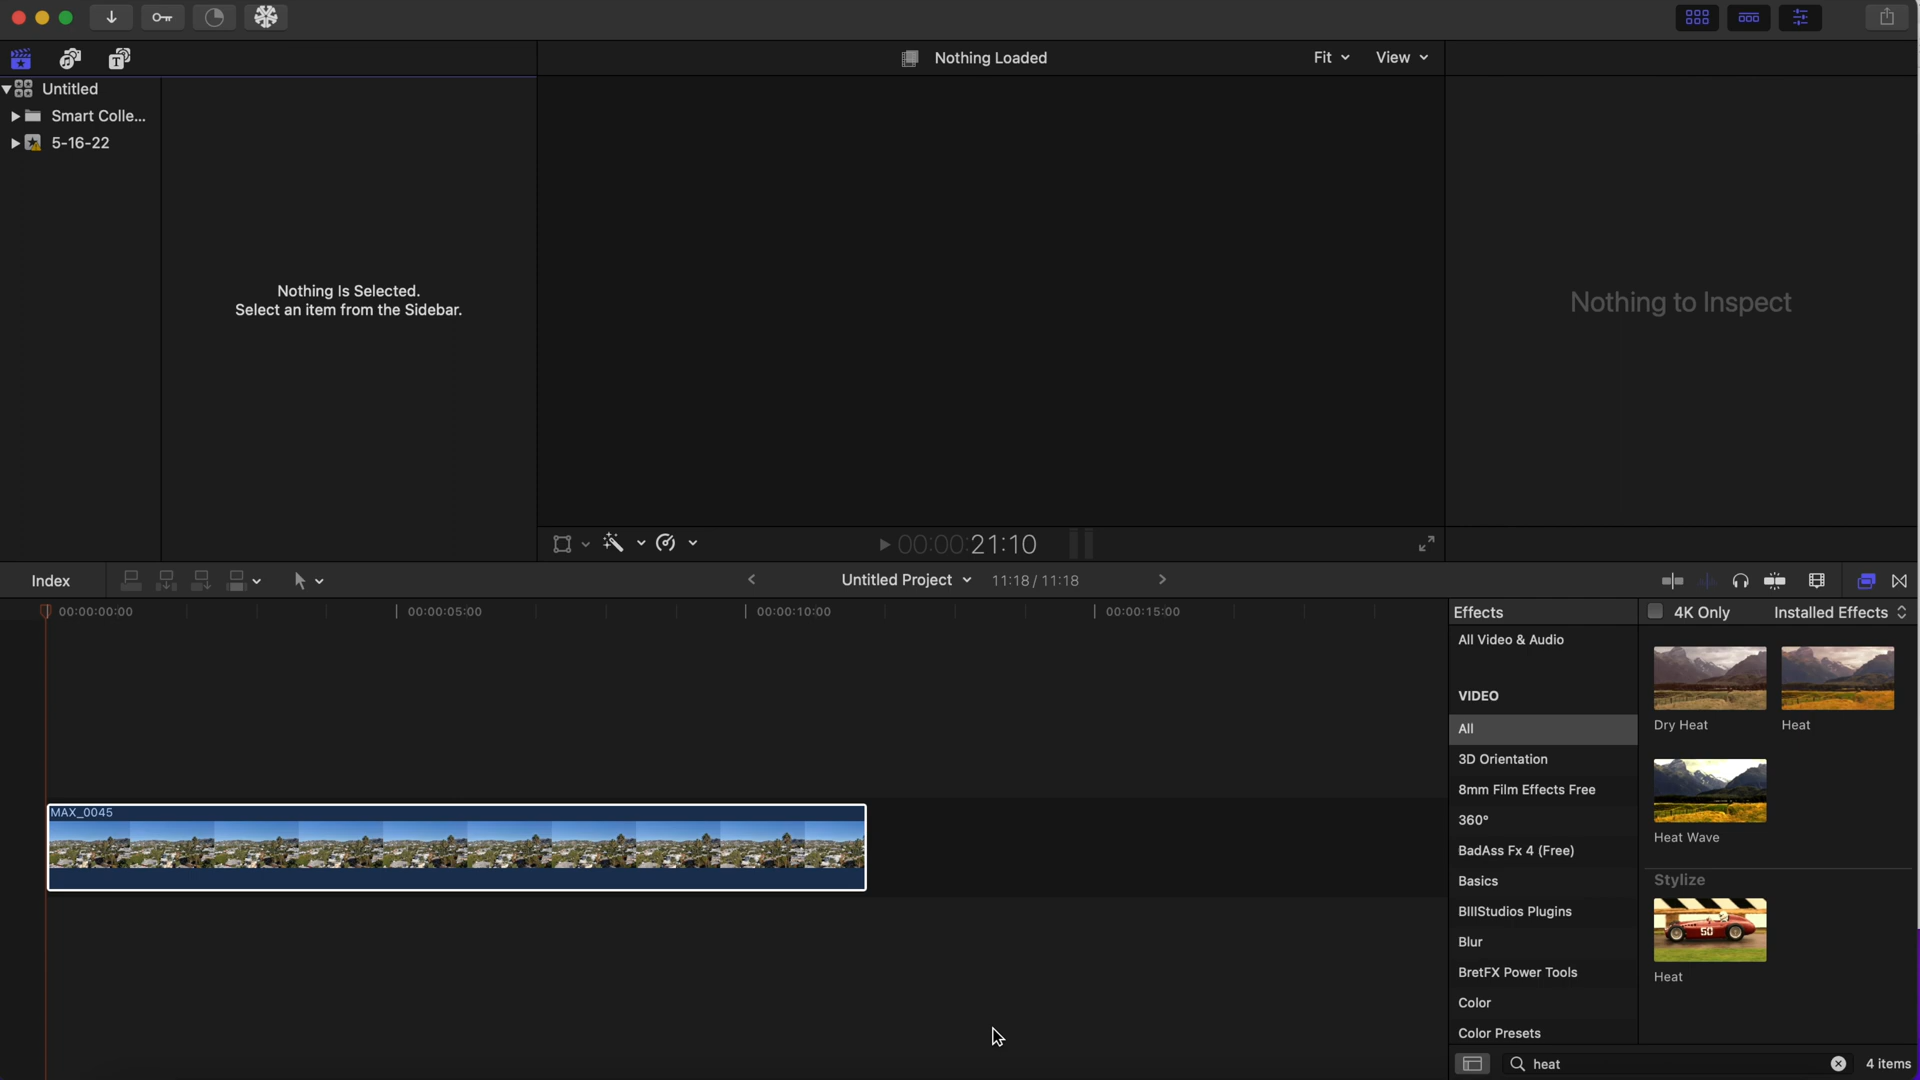 Nothing Loaded
Fit
View
Untitled
Smart Colle...
5-16-22
Nothing Is Selected.
Select an item from the Sidebar.
Nothing to Inspect
00:00:00:21:10
Index
Untitled Project
11:18 / 11:18
00:00:00:00
00:00:05:00
00:00:10:00
00:00:15:00
MAX_0045
Effects
4K Only
Installed Effects
All Video & Audio
VIDEO
All
3D Orientation
8mm Film Effects Free
360°
BadAss Fx 4 (Free)
Basics
BIIIStudios Plugins
Blur
BretFX Power Tools
Color
Color Presets
Dry Heat
Heat
Heat Wave
Stylize
50
Heat
heat
4 items